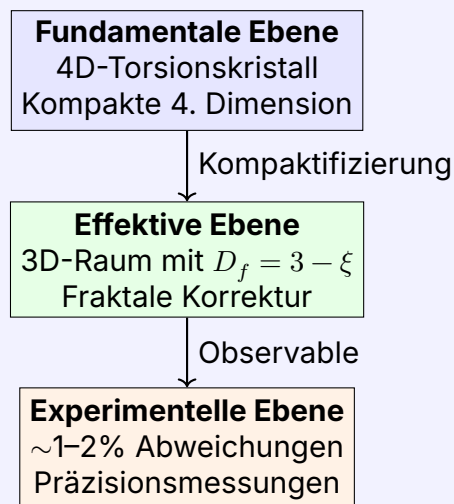 Fundamentale Ebene
4D-Torsionskristall
Kompakte 4. Dimension
Kompaktifizierung
Effektive Ebene
3D-Raum mit $D_f = 3 - \xi$
Fraktale Korrektur
Observable
Experimentelle Ebene
∼1–2% Abweichungen
Präzisionsmessungen